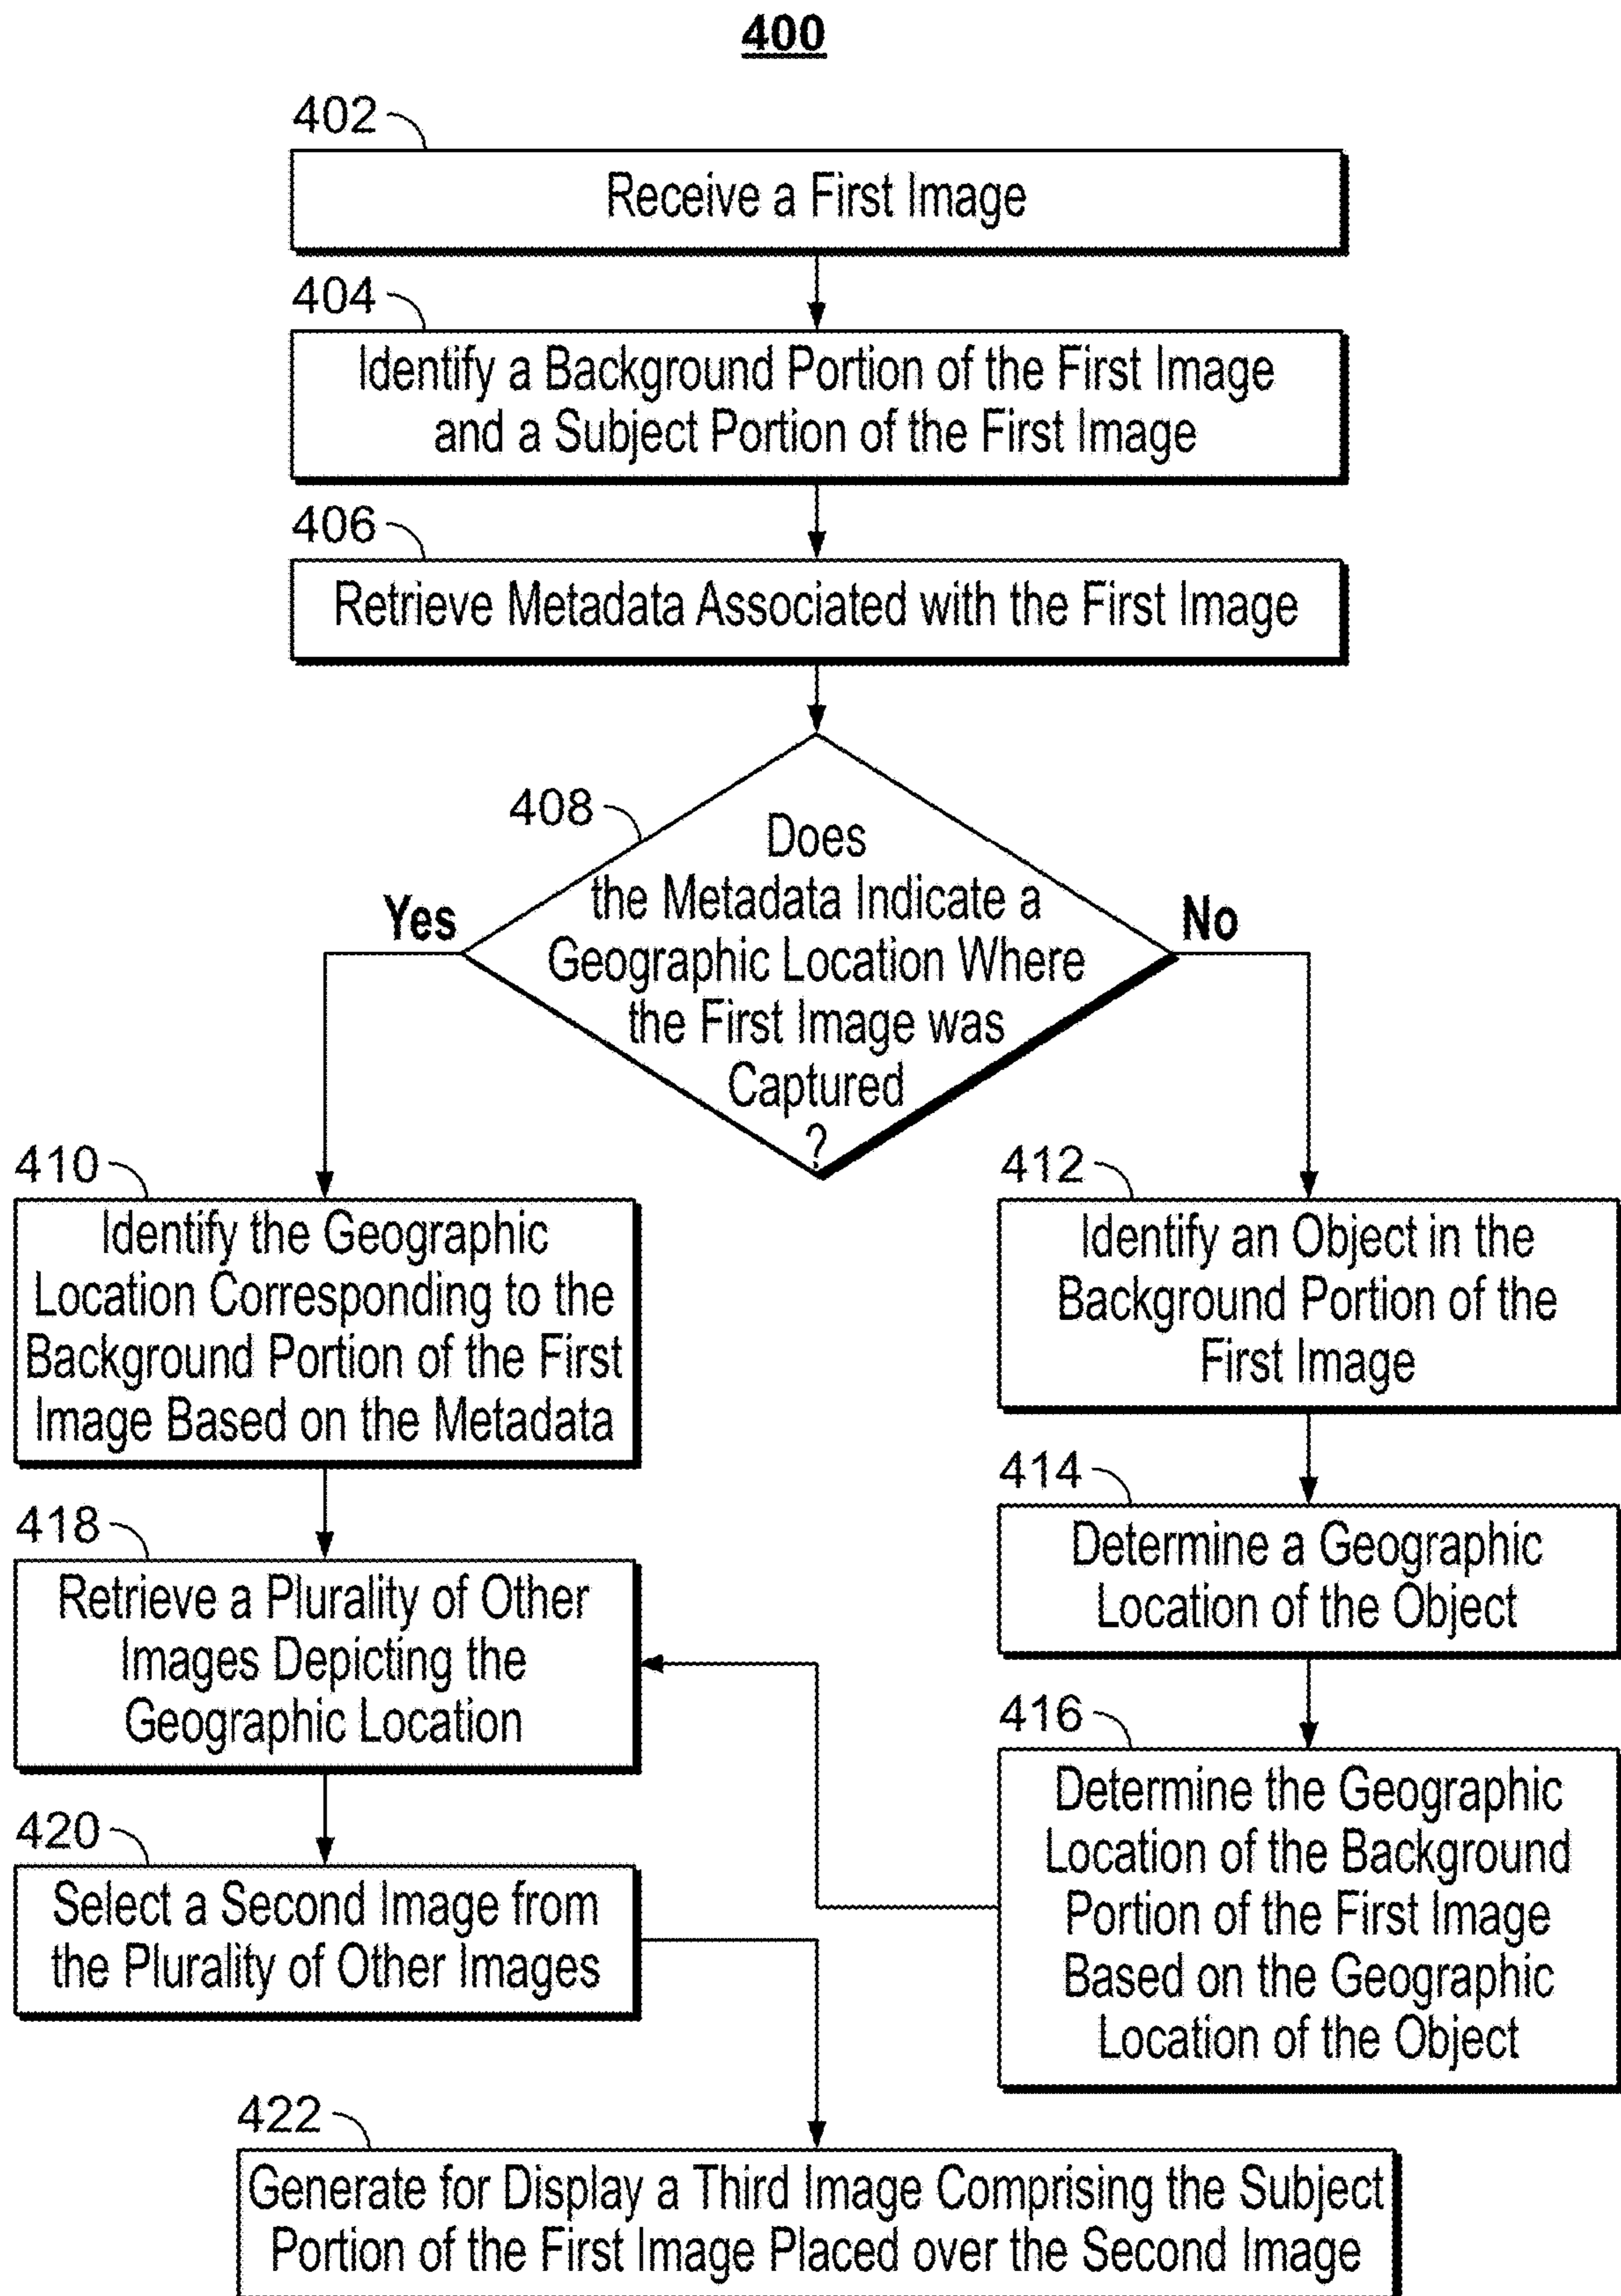 400
402
Receive a First Image
404
Identify a Background Portion of the First Image
and a Subject Portion of the First Image
406
Retrieve Metadata Associated with the First Image
408
Does
the Metadata Indicate a
Geographic Location Where
the First Image was
Captured
?
Yes
No
410
Identify the Geographic
Location Corresponding to the
Background Portion of the First
Image Based on the Metadata
412
Identify an Object in the
Background Portion of the
First Image
414
Determine a Geographic
Location of the Object
416
Determine the Geographic
Location of the Background
Portion of the First Image
Based on the Geographic
Location of the Object
418
Retrieve a Plurality of Other
Images Depicting the
Geographic Location
420
Select a Second Image from
the Plurality of Other Images
422
Generate for Display a Third Image Comprising the Subject
Portion of the First Image Placed over the Second Image